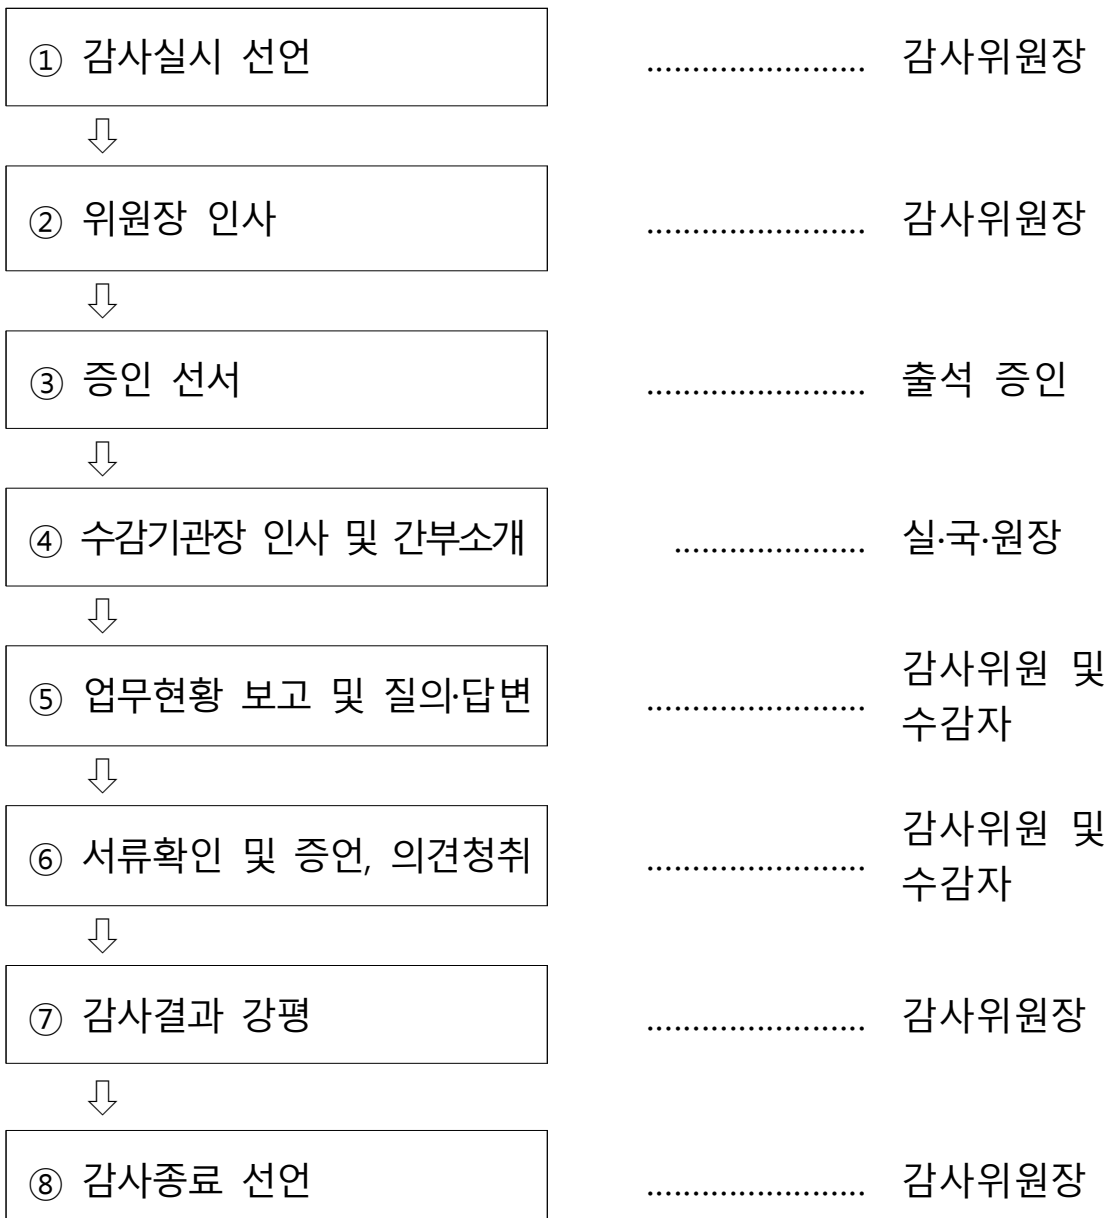 ① 감사실시 선언 ........................ 감사위원장
② 위원장 인사 ........................ 감사위원장
③ 증인 선서 ........................ 출석 증인
④ 수감기관장 인사 및 간부소개 ..................... 실·국·원장
⑤ 업무현황 보고 및 질의·답변 ........................ 감사위원 및
수감자
⑥ 서류확인 및 증언, 의견청취 ........................ 감사위원 및
수감자
⑦ 감사결과 강평 ........................ 감사위원장
⑧ 감사종료 선언 ........................ 감사위원장